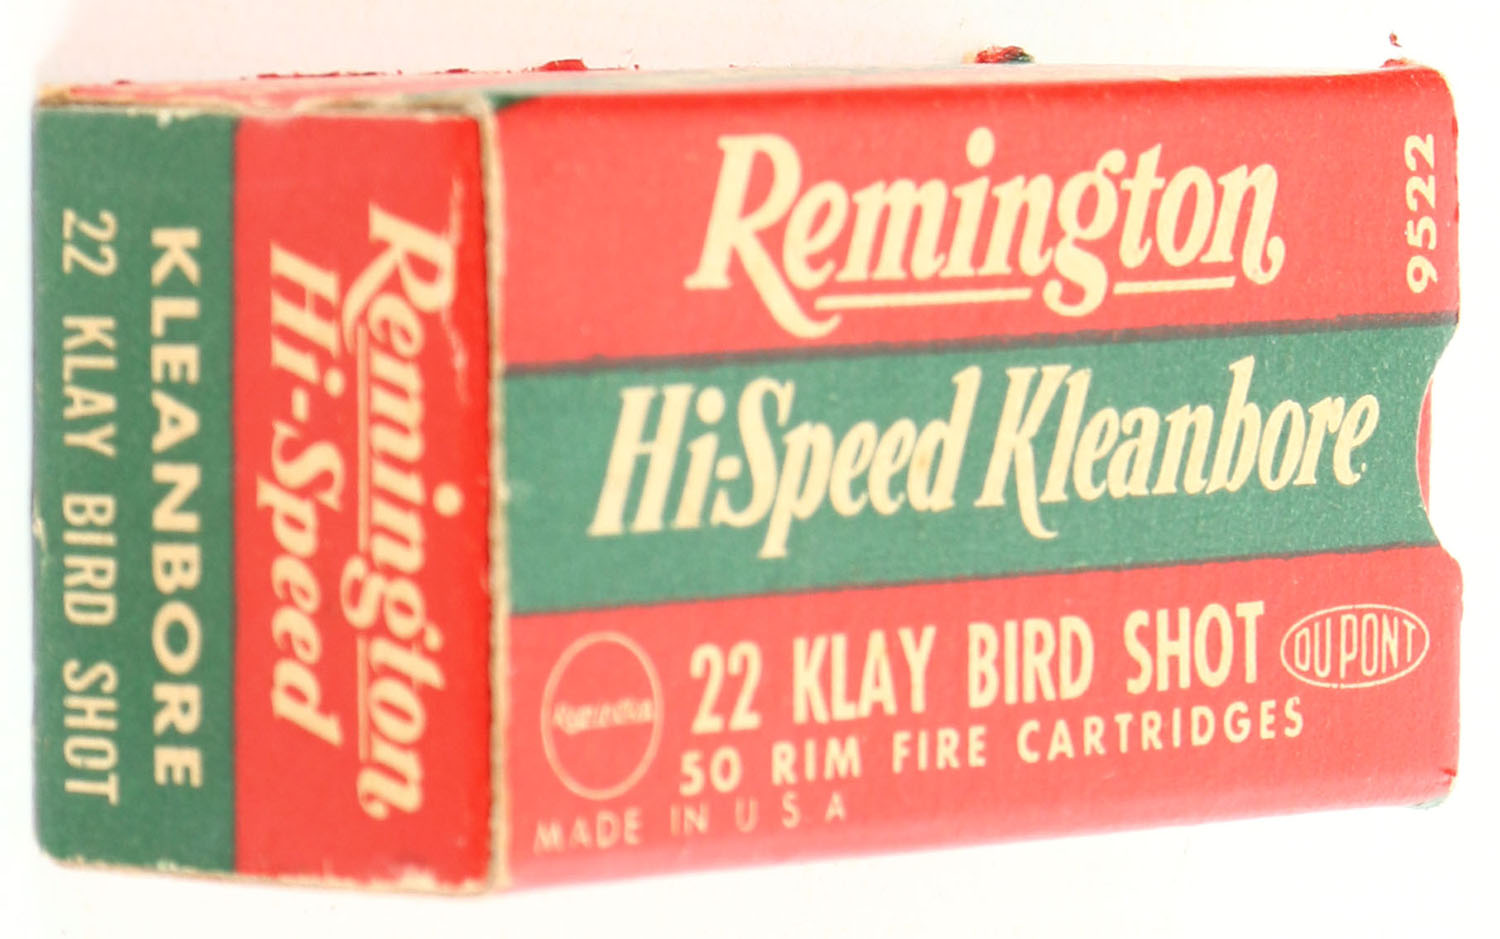 KLEANBORE
22 KLAY BIRD SHOT
Remington
Hi-Speed
Remington
9522
Hi-Speed Kleanbore
Remington
22 KLAY BIRD SHOT
DU PONT
50 RIM FIRE CARTRIDGES
MADE IN U S A